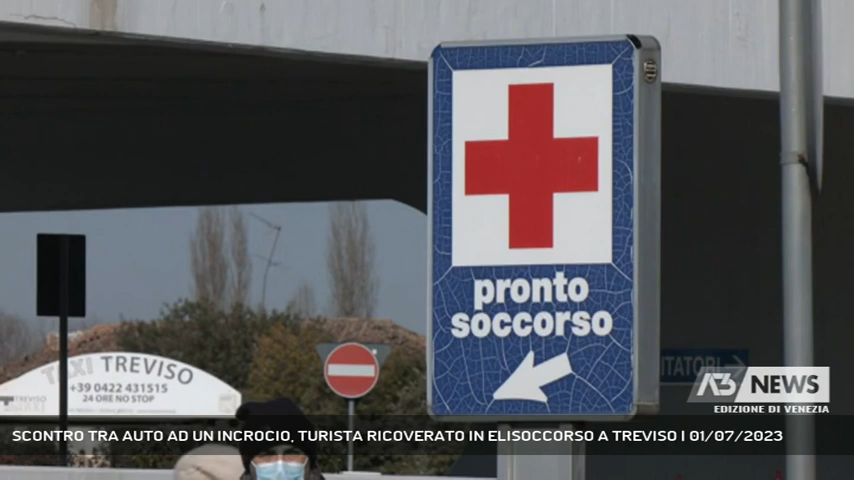 pronto
soccorso
TAXI TREVISO
+39 0422 431515
24 ORE NO STOP
TREVISO
A3 NEWS
EDIZIONE DI VENEZIA
SCONTRO TRA AUTO AD UN INCROCIO, TURISTA RICOVERATO IN ELISOCCORSO A TREVISO | 01/07/2023